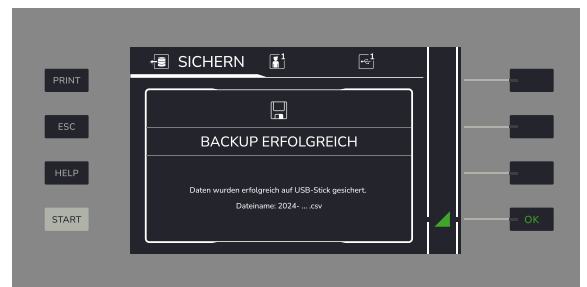 PRINT
ESC
HELP
START
SICHERN
1
1
BACKUP ERFOLGREICH
Daten wurden erfolgreich auf USB-Stick gesichert.
Dateiname: 2024- ... .csv
OK